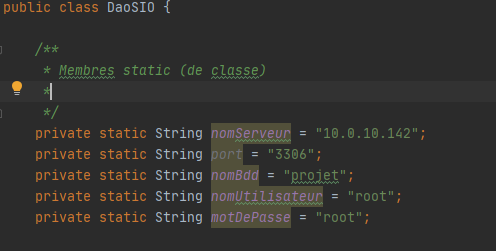 public class DaoSIO {
/**
* Membres static (de classe)
*
*/
private static String nomServeur = "10.0.10.142";
private static String port = "3306";
private static String nomBdd = "projet";
private static String nomUtilisateur = "root";
private static String motDePasse = "root";